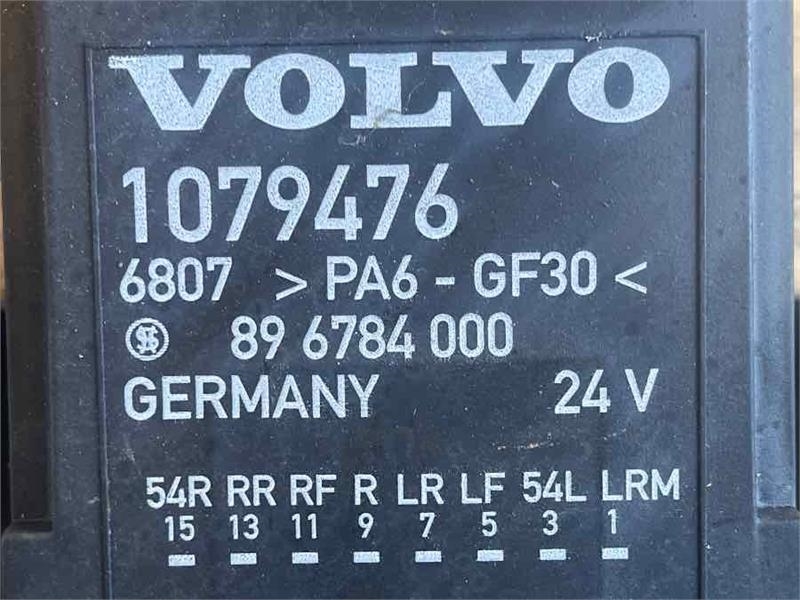 VOLVO
1079476
6807 > PA6 - GF30 <
89 6784 000
GERMANY 24 V
54R RR RF R LR LF 54L LRM
15 13 11 9 7 5 3 1